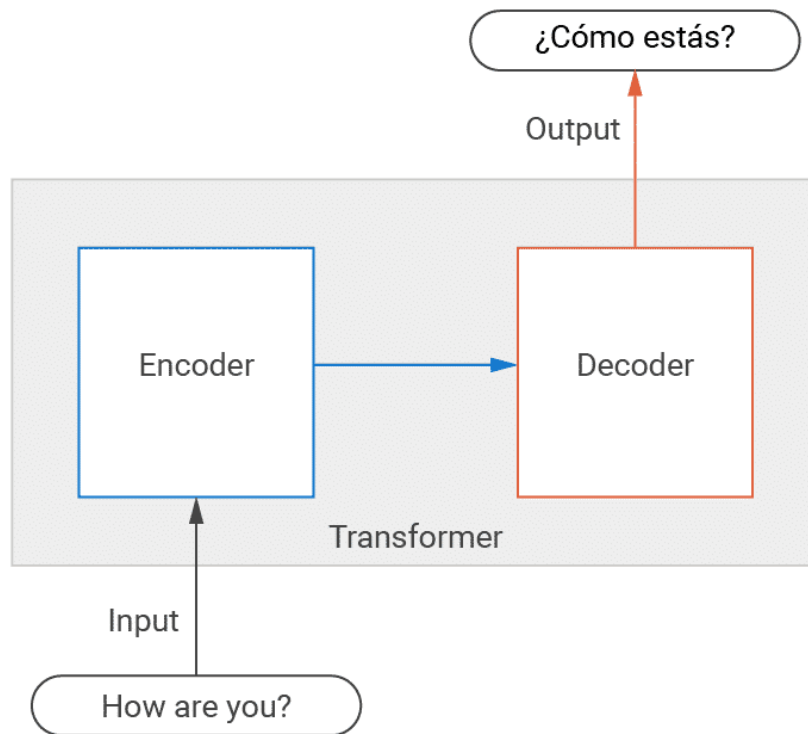 ¿Cómo estás?
Output
Encoder
Decoder
Transformer
Input
How are you?